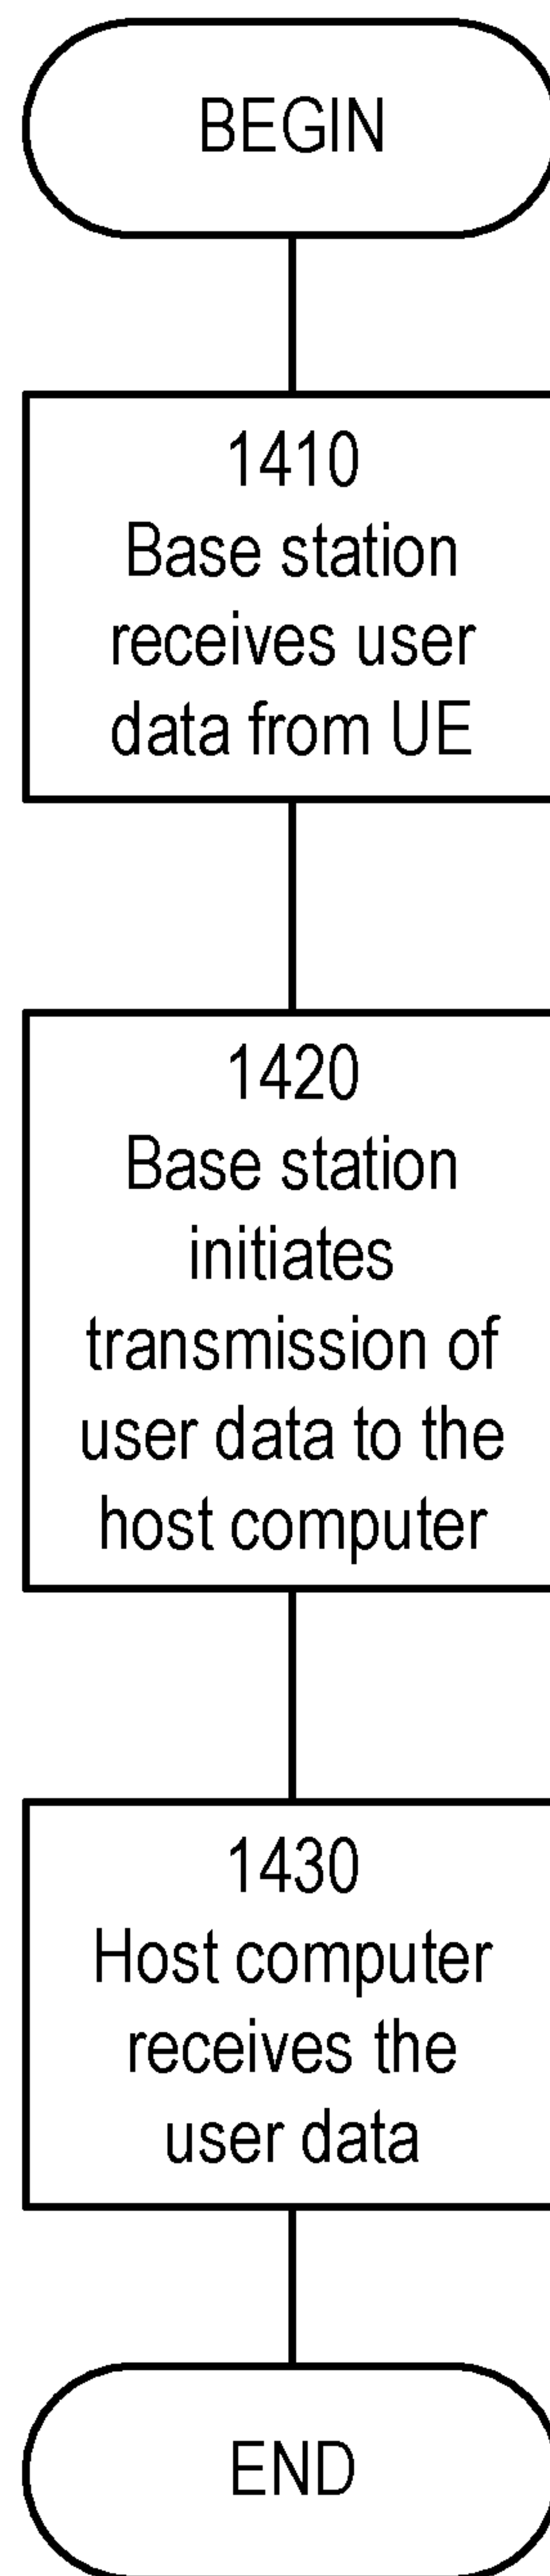 BEGIN
1410
Base station
receives user
data from UE
1420
Base station
initiates
transmission of
user data to the
host computer
1430
Host computer
receives the
user data
END